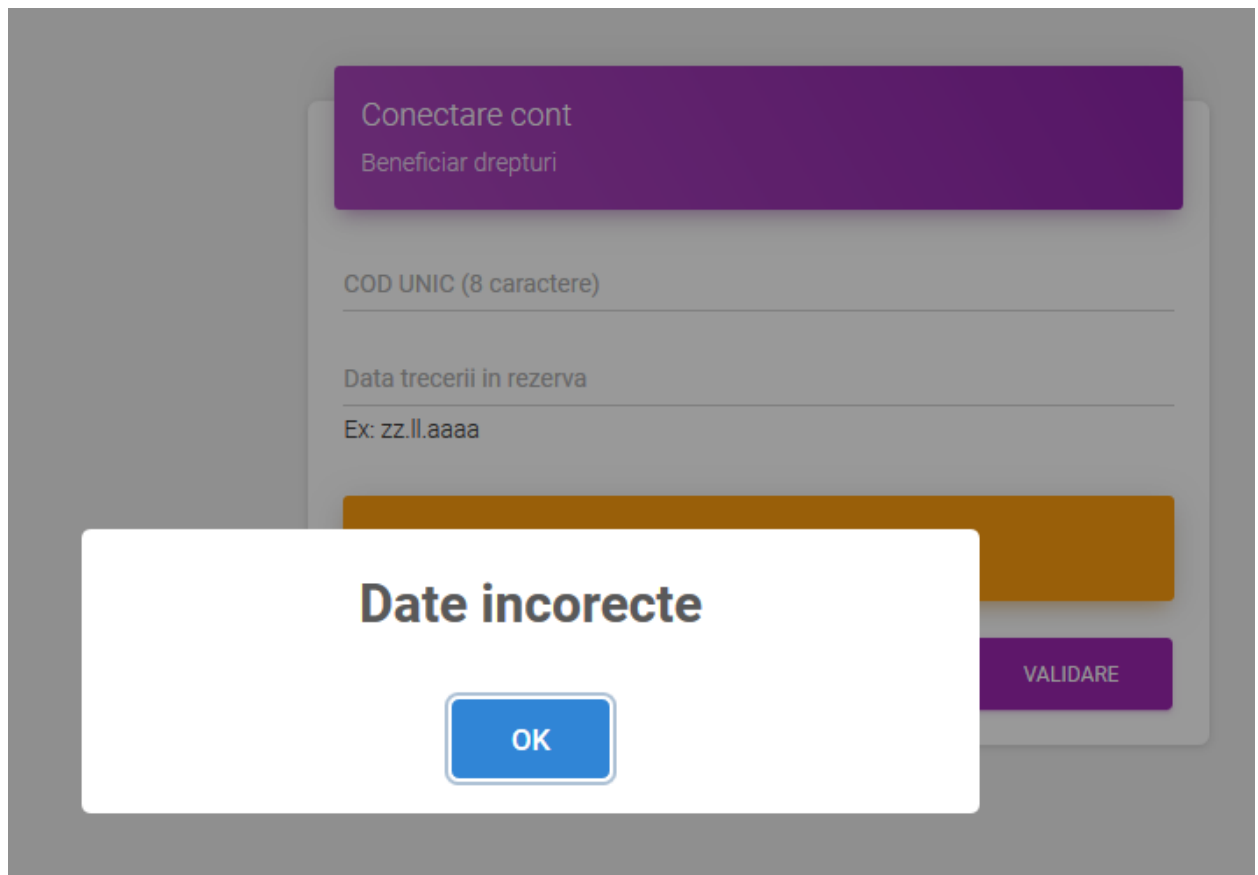 Conectare cont
Beneficiar drepturi
COD UNIC (8 caractere)
Data trecerii in rezerva
Ex: zz.ll.aaaa
Date incorecte
OK
VALIDARE